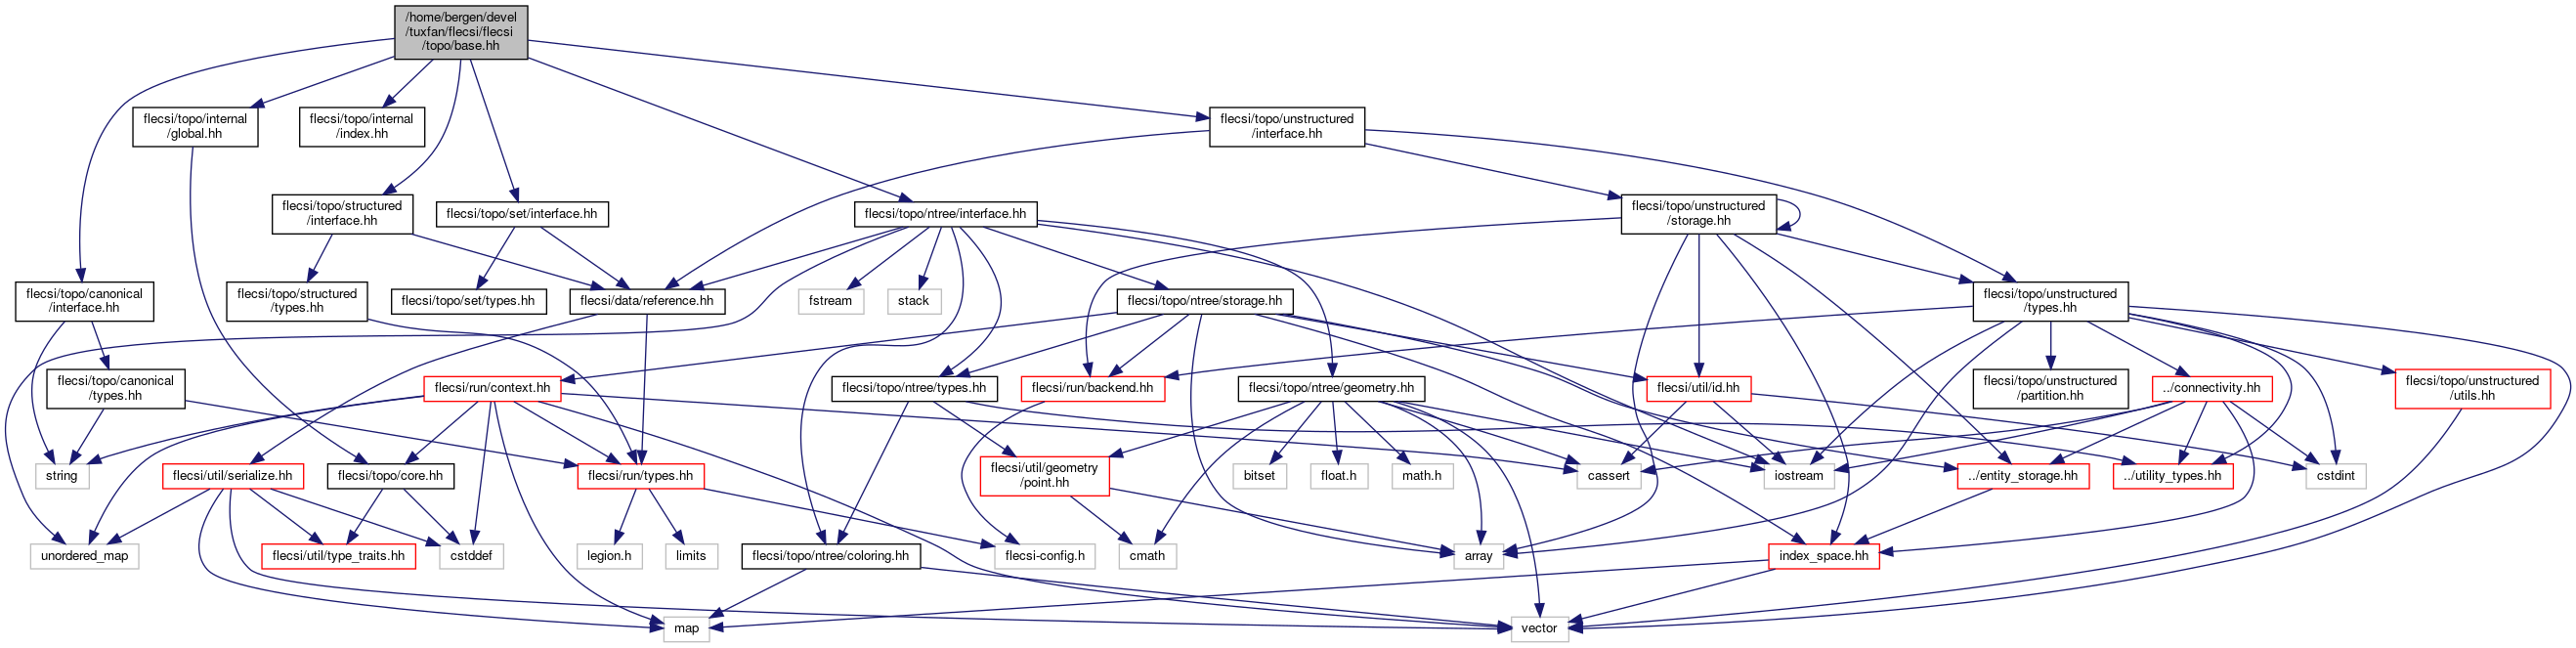 /home/bergen/devel
/tuxfan/flecsi/flecsi
/topo/base.hh
flecsi/topo/internal
/global.hh
flecsi/topo/internal
/index.hh
flecsi/topo/unstructured
/interface.hh
flecsi/topo/structured
/interface.hh
flecsi/topo/set/interface.hh
flecsi/topo/ntree/interface.hh
flecsi/topo/unstructured
/storage.hh
flecsi/topo/canonical
/interface.hh
flecsi/topo/structured
/types.hh
flecsi/topo/set/types.hh
flecsi/data/reference.hh
fstream
stack
flecsi/topo/ntree/storage.hh
flecsi/topo/unstructured
/types.hh
flecsi/topo/canonical
/types.hh
flecsi/run/context.hh
flecsi/topo/ntree/types.hh
flecsi/run/backend.hh
flecsi/topo/ntree/geometry.hh
flecsi/util/id.hh
flecsi/topo/unstructured
/partition.hh
../connectivity.hh
flecsi/topo/unstructured
/utils.hh
string
flecsi/util/serialize.hh
flecsi/topo/core.hh
flecsi/run/types.hh
flecsi/util/geometry
/point.hh
bitset
float.h
math.h
cassert
iostream
../entity_storage.hh
../utility_types.hh
cstdint
unordered_map
flecsi/util/type_traits.hh
cstddef
legion.h
limits
flecsi/topo/ntree/coloring.hh
flecsi-config.h
cmath
array
index_space.hh
map
vector